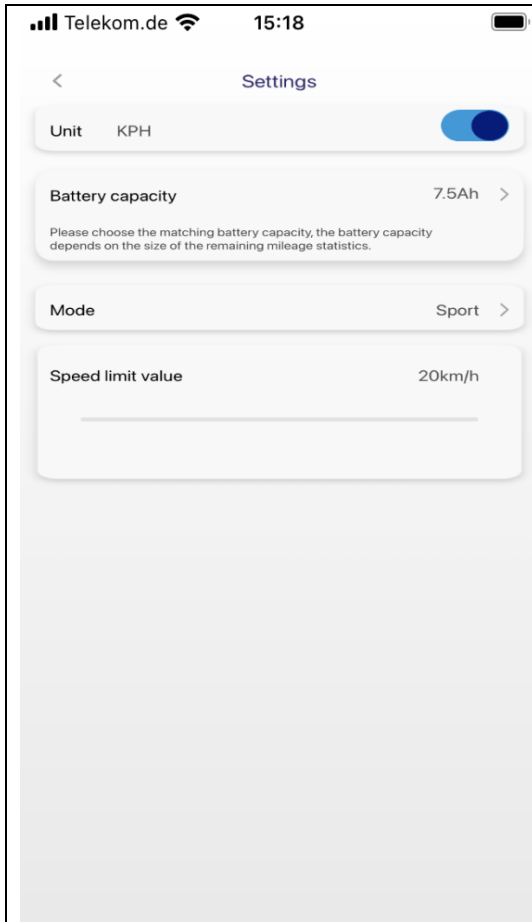 Telekom.de 15:18
Settings
Unit KPH
Battery capacity 7.5Ah
Please choose the matching battery capacity, the battery capacity
depends on the size of the remaining mileage statistics.
Mode Sport
Speed limit value 20km/h